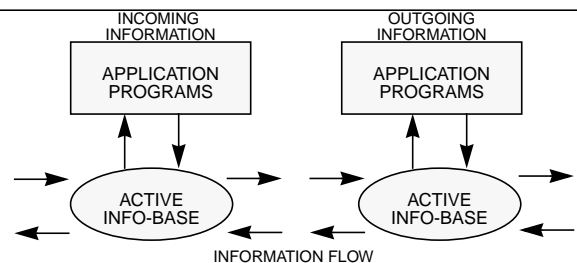 INCOMING
INFORMATION
APPLICATION
PROGRAMS
ACTIVE
INFO-BASE
OUTGOING
INFORMATION
APPLICATION
PROGRAMS
ACTIVE
INFO-BASE
INFORMATION FLOW